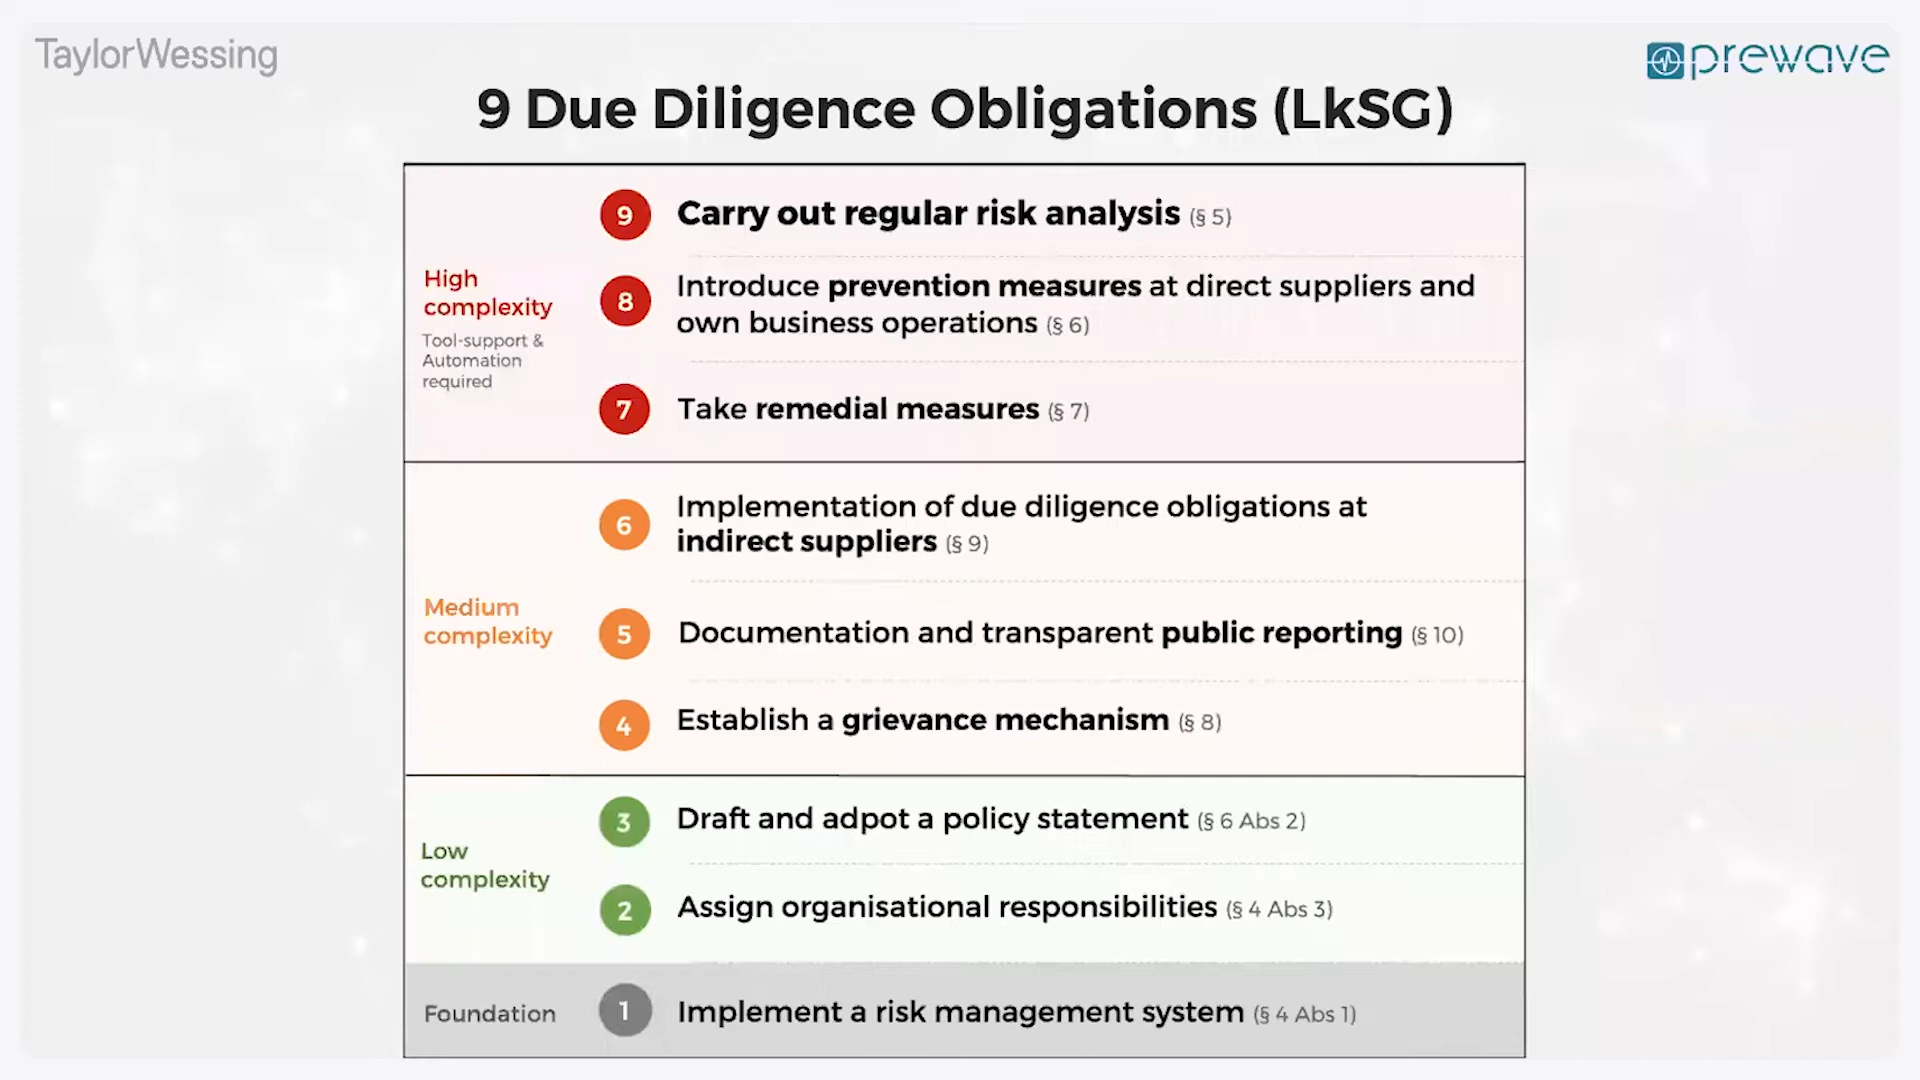 TaylorWessing
prewave
9 Due Diligence Obligations (LkSG)
High
complexity
Tool-support &
Automation
required
9
Carry out regular risk analysis (§ 5)
8
Introduce prevention measures at direct suppliers and
own business operations (§ 6)
7
Take remedial measures (§ 7)
Medium
complexity
6
Implementation of due diligence obligations at
indirect suppliers (§ 9)
5
Documentation and transparent public reporting (§ 10)
4
Establish a grievance mechanism (§ 8)
Low
complexity
3
Draft and adpot a policy statement (§ 6 Abs 2)
2
Assign organisational responsibilities (§ 4 Abs 3)
Foundation
1
Implement a risk management system (§ 4 Abs 1)